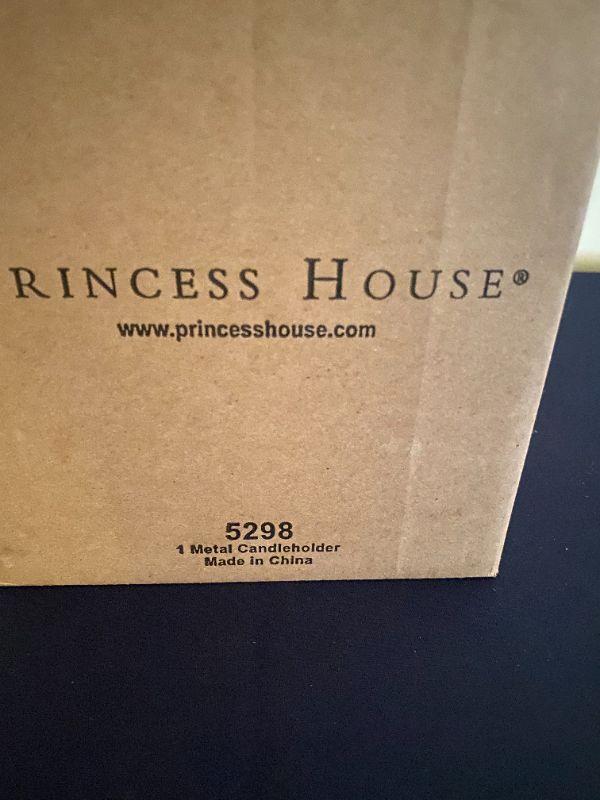 RINCESS HOUSE®
www.princesshouse.com
5298
1 Metal Candleholder
Made in China